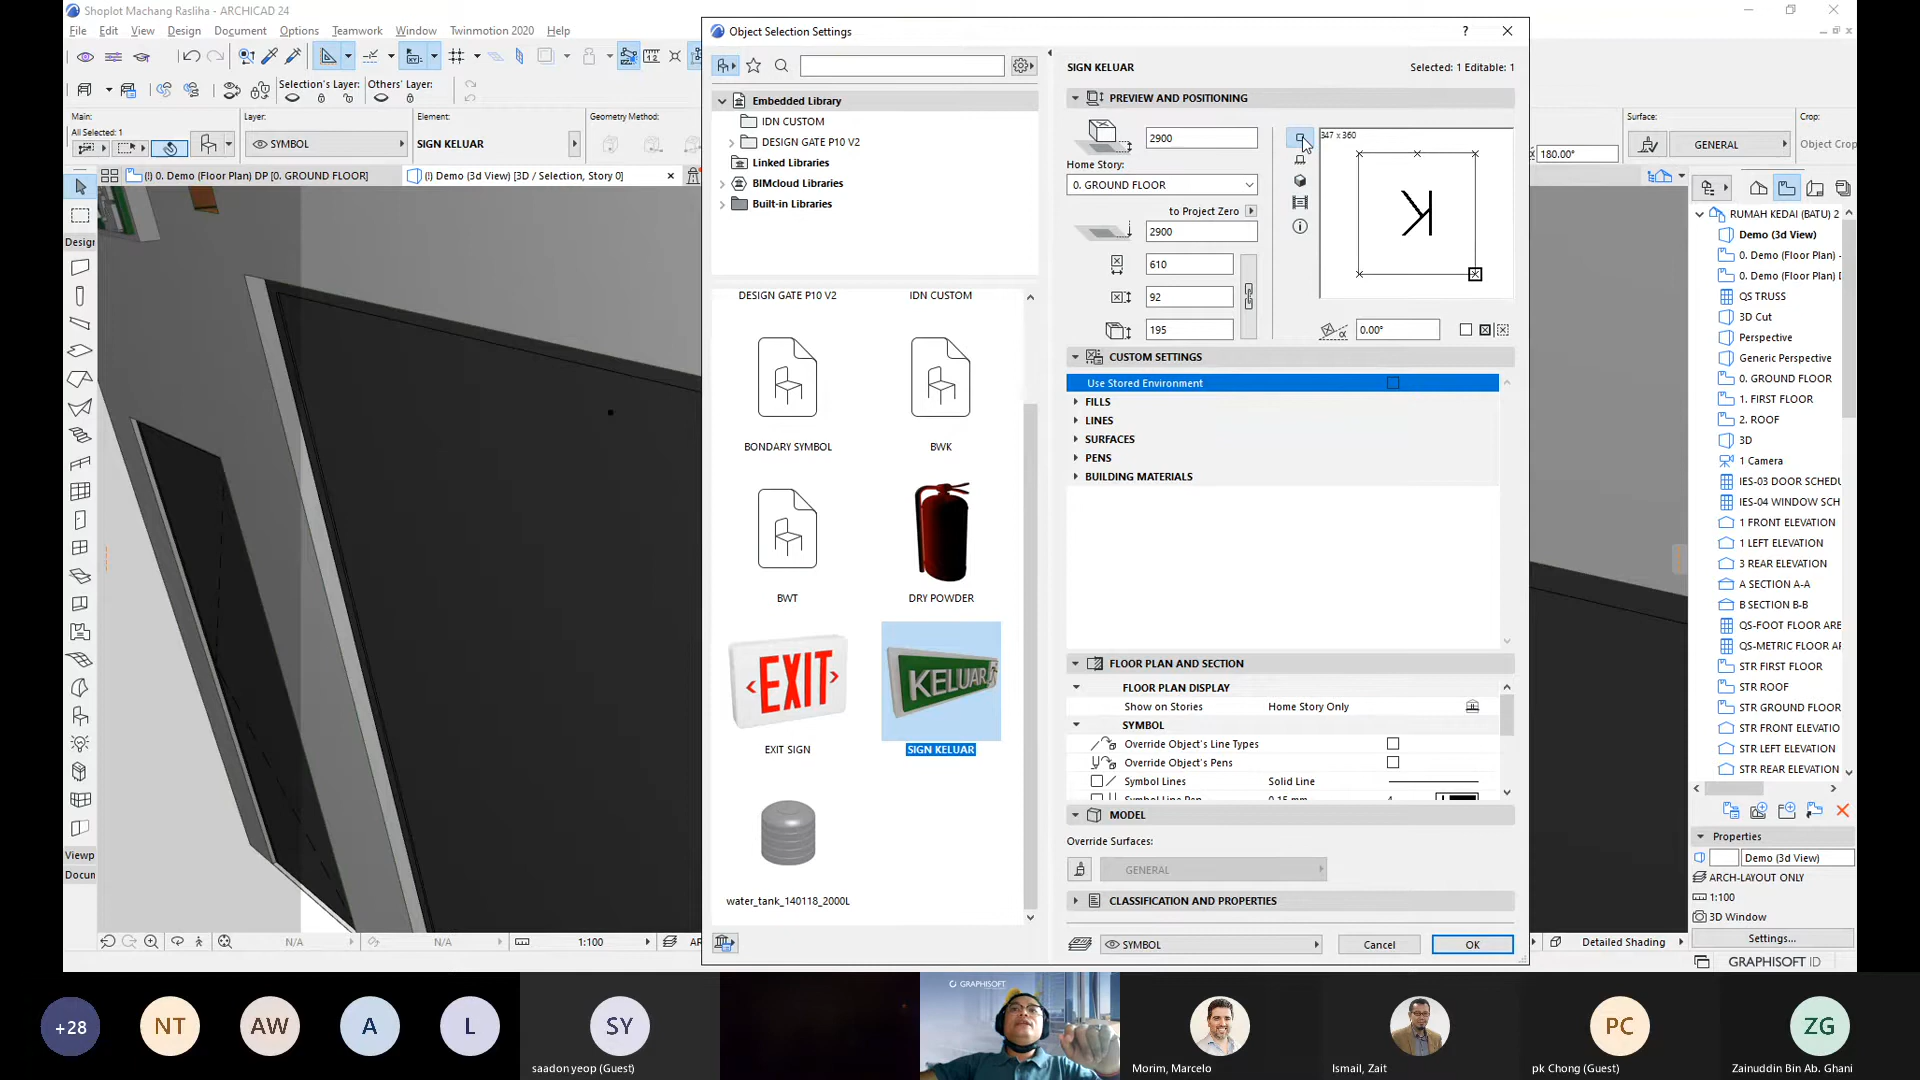 Shoplot Machang Rasliha - ARCHICAD 24
File Edit View Design Document Options Teamwork Window Twinmotion 2020 Help
Selection's Layer: Others' Layer:
Main: Layer: Element: Geometry Method:
All Selected: 1
SYMBOL
SIGN KELUAR
(!) 0. Demo (Floor Plan) DP [0. GROUND FLOOR]
(!) Demo (3d View) [3D / Selection, Story 0]
Design
Viewp
Docum
N/A
N/A
1:100
Object Selection Settings
?
Embedded Library
IDN CUSTOM
DESIGN GATE P10 V2
Linked Libraries
BIMcloud Libraries
Built-in Libraries
DESIGN GATE P10 V2
IDN CUSTOM
BONDARY SYMBOL
BWK
BWT
DRY POWDER
EXIT
KELUAR
EXIT SIGN
SIGN KELUAR
water_tank_140118_2000L
SIGN KELUAR
Selected: 1 Editable: 1
PREVIEW AND POSITIONING
2900
Home Story:
0. GROUND FLOOR
to Project Zero
2900
610
92
195
347 x 360
K
0.00°
CUSTOM SETTINGS
Use Stored Environment
FILLS
LINES
SURFACES
PENS
BUILDING MATERIALS
FLOOR PLAN AND SECTION
FLOOR PLAN DISPLAY
Show on Stories Home Story Only
SYMBOL
Override Object's Line Types
Override Object's Pens
Symbol Lines Solid Line
Symbol Line Pen 0.15 mm 4
MODEL
Override Surfaces:
GENERAL
CLASSIFICATION AND PROPERTIES
SYMBOL
Cancel
OK
Surface: Crop:
180.00°
GENERAL
Object Crop
RUMAH KEDAI (BATU) 2
Demo (3d View)
0. Demo (Floor Plan) -
0. Demo (Floor Plan) D
QS TRUSS
3D Cut
Perspective
Generic Perspective
0. GROUND FLOOR
1. FIRST FLOOR
2. ROOF
3D
1 Camera
IES-03 DOOR SCHEDU
IES-04 WINDOW SCH
1 FRONT ELEVATION
1 LEFT ELEVATION
3 REAR ELEVATION
A SECTION A-A
B SECTION B-B
QS-FOOT FLOOR ARE
QS-METRIC FLOOR AF
STR FIRST FLOOR
STR ROOF
STR GROUND FLOOR
STR FRONT ELEVATIO
STR LEFT ELEVATION
STR REAR ELEVATION
Properties
Demo (3d View)
ARCH-LAYOUT ONLY
1:100
3D Window
Settings...
Detailed Shading
GRAPHISOFT ID
+28
NT
AW
A
L
SY
saadon yeop (Guest)
GRAPHISOFT
Morim, Marcelo
Ismail, Zait
PC
pk Chong (Guest)
ZG
Zainuddin Bin Ab. Ghani